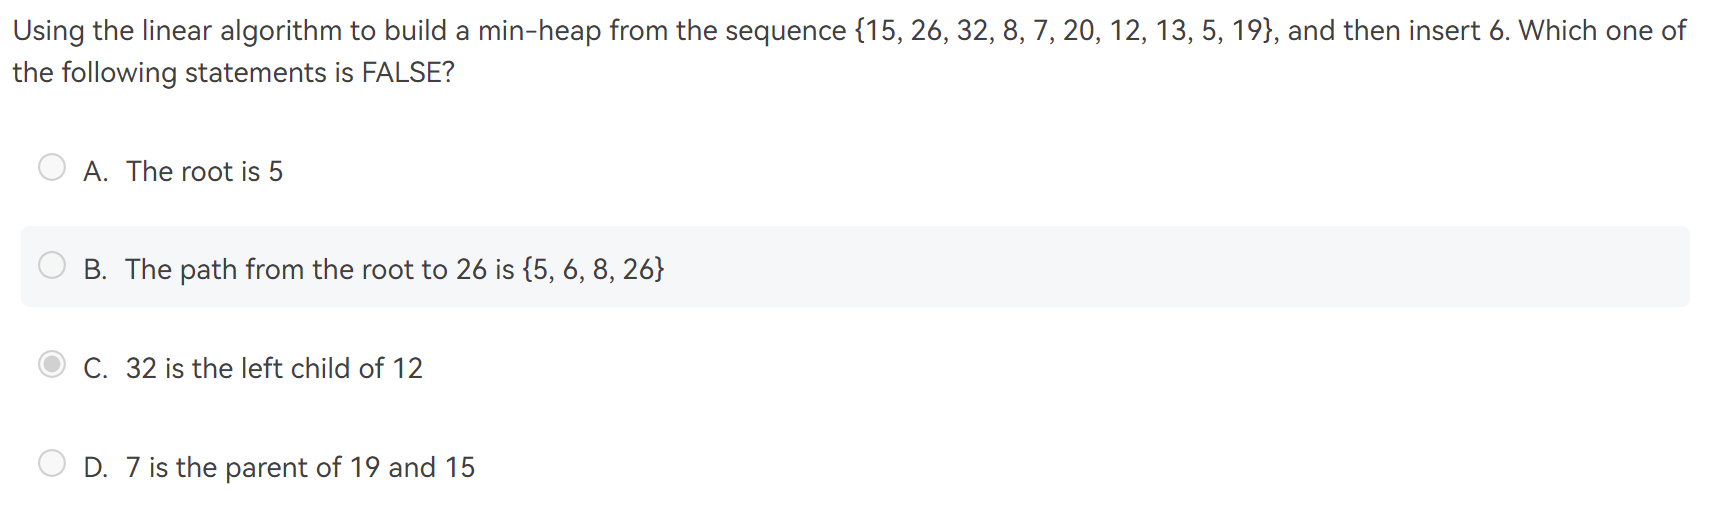 Using the linear algorithm to build a min-heap from the sequence {15, 26, 32, 8, 7, 20, 12, 13, 5, 19}, and then insert 6. Which one of
the following statements is FALSE?
A. The root is 5
B. The path from the root to 26 is {5, 6, 8, 26}
C. 32 is the left child of 12
D. 7 is the parent of 19 and 15